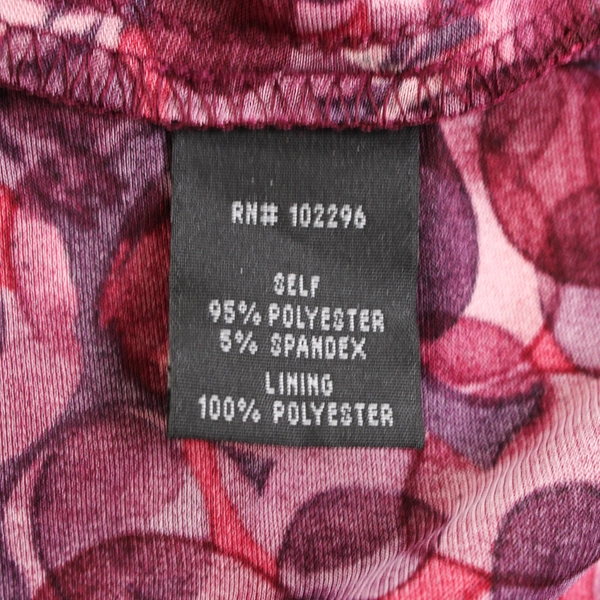 RN# 102296
SELF
95% POLYESTER
5% SPANDEX
LINING
100% POLYESTER